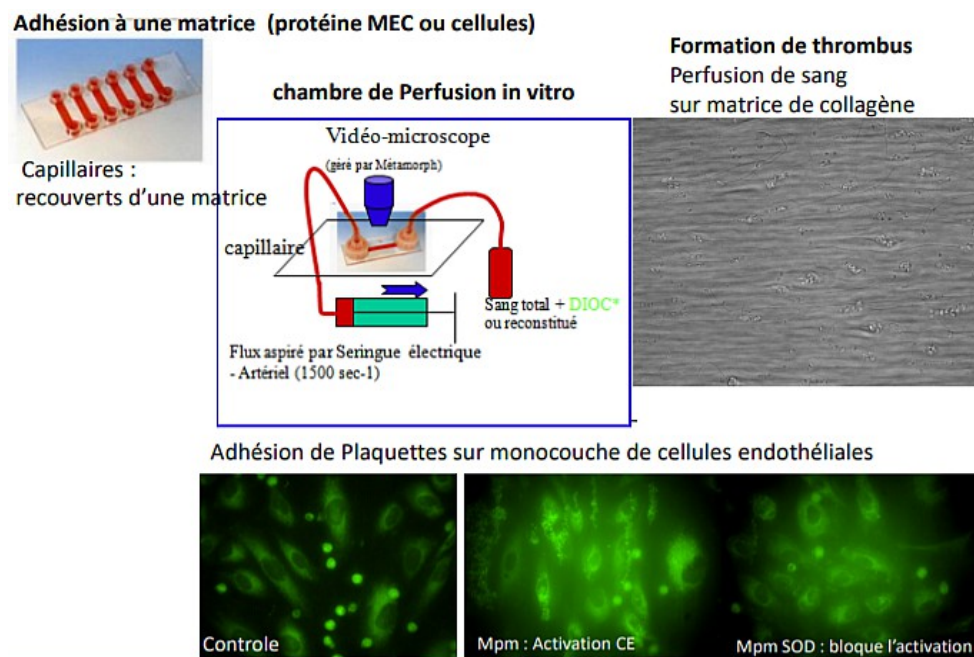 Adhésion à une matrice (protéine MEC ou cellules)
Capillaires :
recouverts d'une matrice
chambre de Perfusion in vitro
Vidéo-microscope
(géré par Métamorph)
capillaire
Sang total + DIOC*
ou reconstitué
Flux aspiré par Seringue électrique
- Artériel (1500 sec-1)
Formation de thrombus
Perfusion de sang
sur matrice de collagène
Adhésion de Plaquettes sur monocouche de cellules endothéliales
Controle
Mpm : Activation CE
Mpm SOD : bloque l'activation